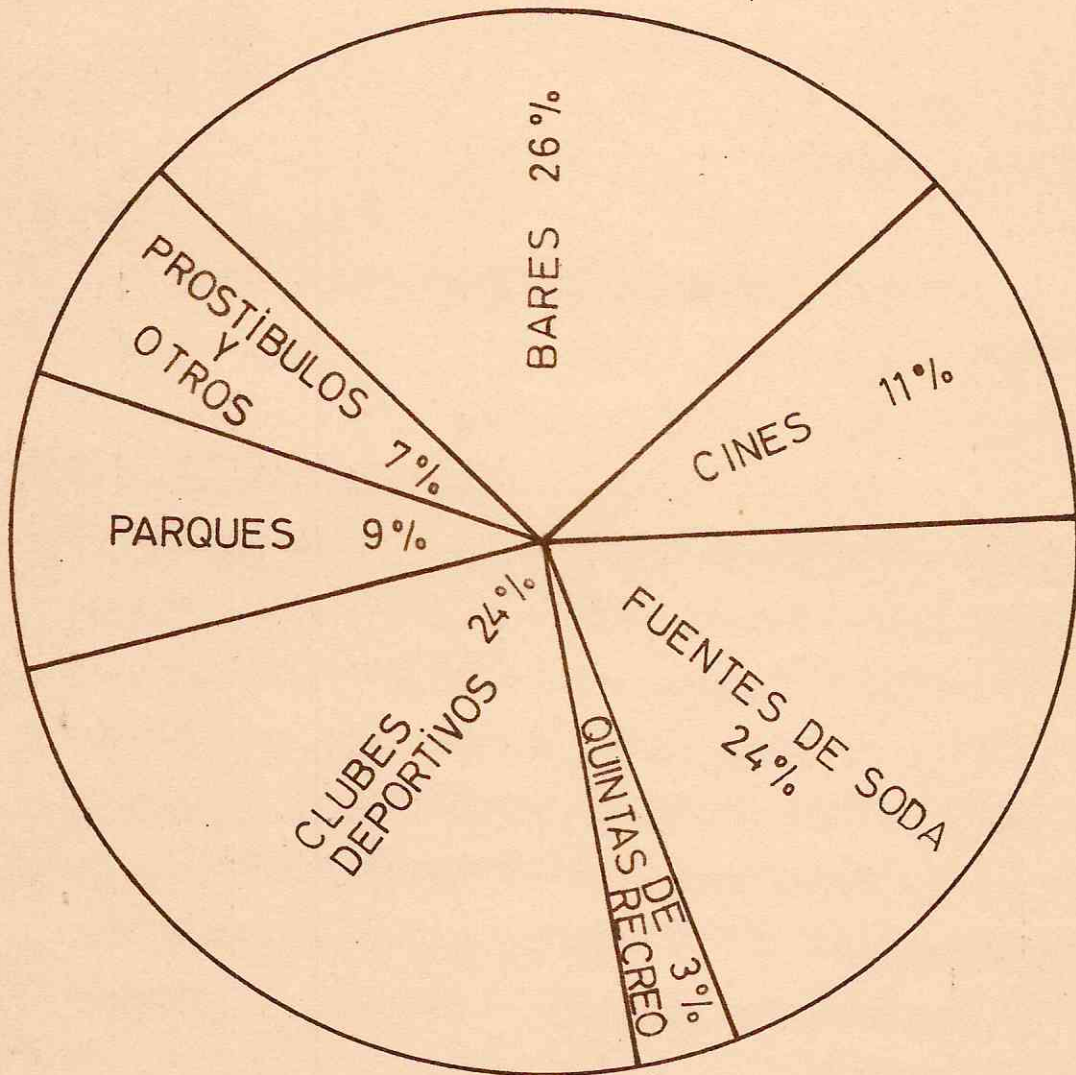 BARES 26%
CINES 11%
FUENTES DE SODA
24%
QUINTAS DE
RECREO 3%
CLUBES
DEPORTIVOS 24%
PARQUES 9%
PROSTÍBULOS
Y
OTROS 7%